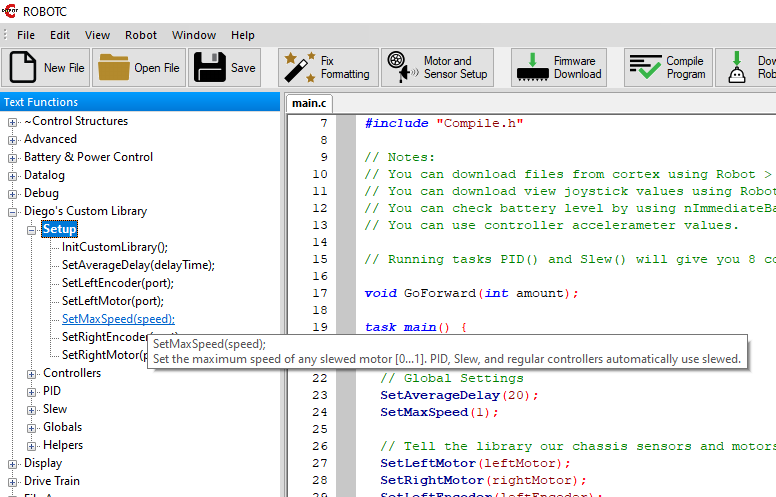 ROBOTC
File Edit View Robot Window Help
New File
Open File
Save
Fix Formatting
Motor and Sensor Setup
Firmware Download
Compile Program
Text Functions
~Control Structures
Advanced
Battery & Power Control
Datalog
Debug
Diego's Custom Library
Setup
InitCustomLibrary();
SetAverageDelay(delayTime);
SetLeftEncoder(port);
SetLeftMotor(port);
SetMaxSpeed(speed);
SetRightEncoder
SetRightMotor(p
Controllers
PID
Slew
Globals
Helpers
Display
Drive Train
main.c
7 #include "Compile.h"
8
9 // Notes:
10 // You can download files from cortex using Robot >
11 // You can download view joystick values using Robot
12 // You can check battery level by using nImmediateBa
13 // You can use controller accelerameter values.
14
15 // Running tasks PID() and Slew() will give you 8 co
16
17 void GoForward(int amount);
18
19 task main() {
SetMaxSpeed(speed);
Set the maximum speed of any slewed motor [0...1]. PID, Slew, and regular controllers automatically use slewed.
22 // Global Settings
23 SetAverageDelay(20);
24 SetMaxSpeed(1);
25
26 // Tell the library our chassis sensors and motors
27 SetLeftMotor(leftMotor);
28 SetRightMotor(rightMotor);
29 SetLeftEncoder(leftEncoder);